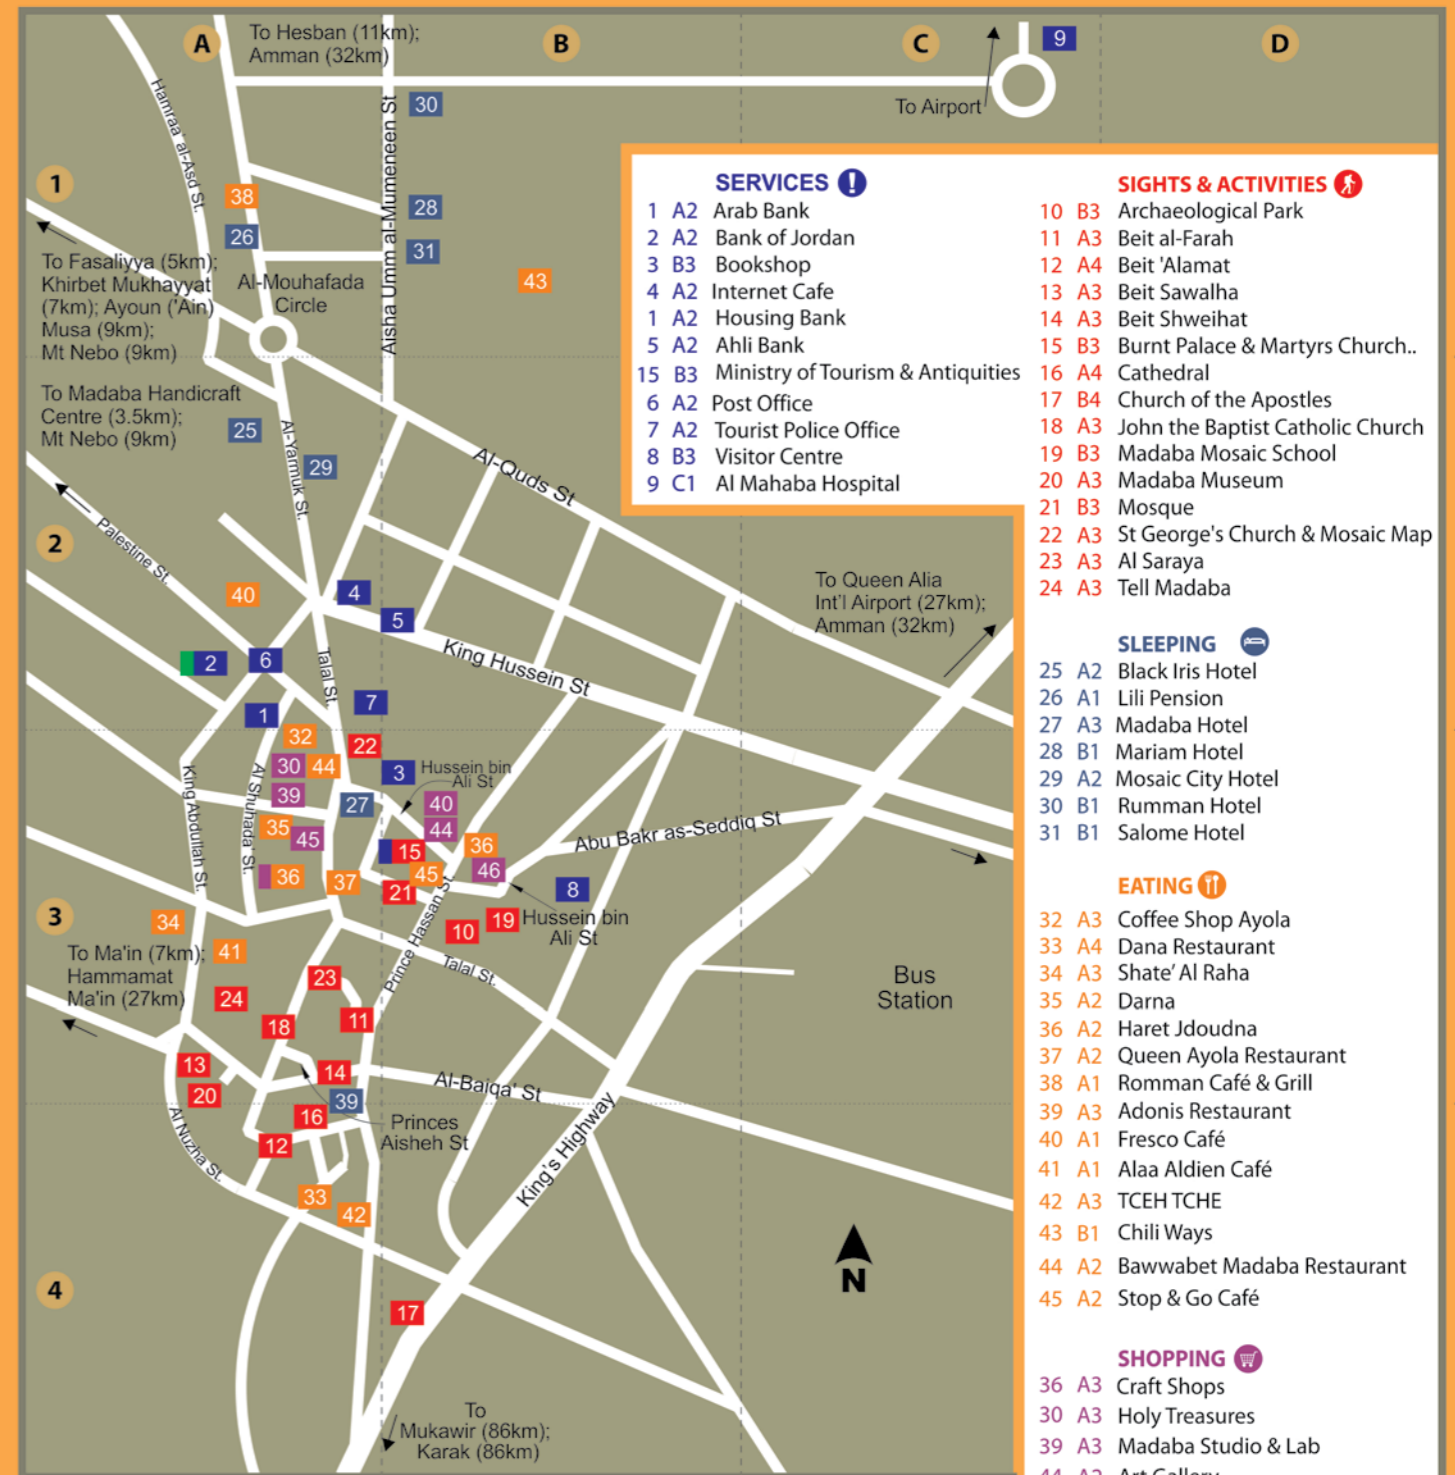 A
B
C
D
To Hesban (11km);
Amman (32km)
9
To Airport
Hamraa' al-Asd St.
Aisha Umm al-Mumeneen St
30
1
38
28
26
31
To Fasaliyya (5km);
Khirbet Mukhayyat
(7km); Ayoun ('Ain)
Musa (9km);
Mt Nebo (9km)
Al-Mouhafada
Circle
43
To Madaba Handicraft
Centre (3.5km);
Mt Nebo (9km)
25
29
Al-Yarmuk St.
Al-Quds St
2
Palestine St.
40
4
5
To Queen Alia
Int'l Airport (27km);
Amman (32km)
2
6
Talal St.
King Hussein St
7
1
32
22
30
44
3
Hussein bin
Ali St
39
27
40
44
King Abdullah St.
Al Shuhada' St.
35
45
15
36
Abu Bakr as-Seddiq St
36
37
45
46
21
8
3
34
10
19
Hussein bin
Ali St
Prince Hassan St.
41
To Ma'in (7km);
Hammamat
Ma'in (27km)
Talal St.
23
24
Bus
Station
18
11
13
14
20
39
Al-Baiqa' St
16
Princes
Aisheh St
12
Al Nuzha St.
King's Highway
33
42
N
4
17
To
Mukawir (86km);
Karak (86km)
SERVICES
1 A2 Arab Bank
2 A2 Bank of Jordan
3 B3 Bookshop
4 A2 Internet Cafe
1 A2 Housing Bank
5 A2 Ahli Bank
15 B3 Ministry of Tourism & Antiquities
6 A2 Post Office
7 A2 Tourist Police Office
8 B3 Visitor Centre
9 C1 Al Mahaba Hospital
SIGHTS & ACTIVITIES
10 B3 Archaeological Park
11 A3 Beit al-Farah
12 A4 Beit 'Alamat
13 A3 Beit Sawalha
14 A3 Beit Shweihat
15 B3 Burnt Palace & Martyrs Church..
16 A4 Cathedral
17 B4 Church of the Apostles
18 A3 John the Baptist Catholic Church
19 B3 Madaba Mosaic School
20 A3 Madaba Museum
21 B3 Mosque
22 A3 St George's Church & Mosaic Map
23 A3 Al Saraya
24 A3 Tell Madaba
SLEEPING
25 A2 Black Iris Hotel
26 A1 Lili Pension
27 A3 Madaba Hotel
28 B1 Mariam Hotel
29 A2 Mosaic City Hotel
30 B1 Rumman Hotel
31 B1 Salome Hotel
EATING
32 A3 Coffee Shop Ayola
33 A4 Dana Restaurant
34 A3 Shate' Al Raha
35 A2 Darna
36 A2 Haret Jdoudna
37 A2 Queen Ayola Restaurant
38 A1 Romman Café & Grill
39 A3 Adonis Restaurant
40 A1 Fresco Café
41 A1 Alaa Aldien Café
42 A3 TCEH TCHE
43 B1 Chili Ways
44 A2 Bawwabet Madaba Restaurant
45 A2 Stop & Go Café
SHOPPING
36 A3 Craft Shops
30 A3 Holy Treasures
39 A3 Madaba Studio & Lab
44 A2 Art Gallery